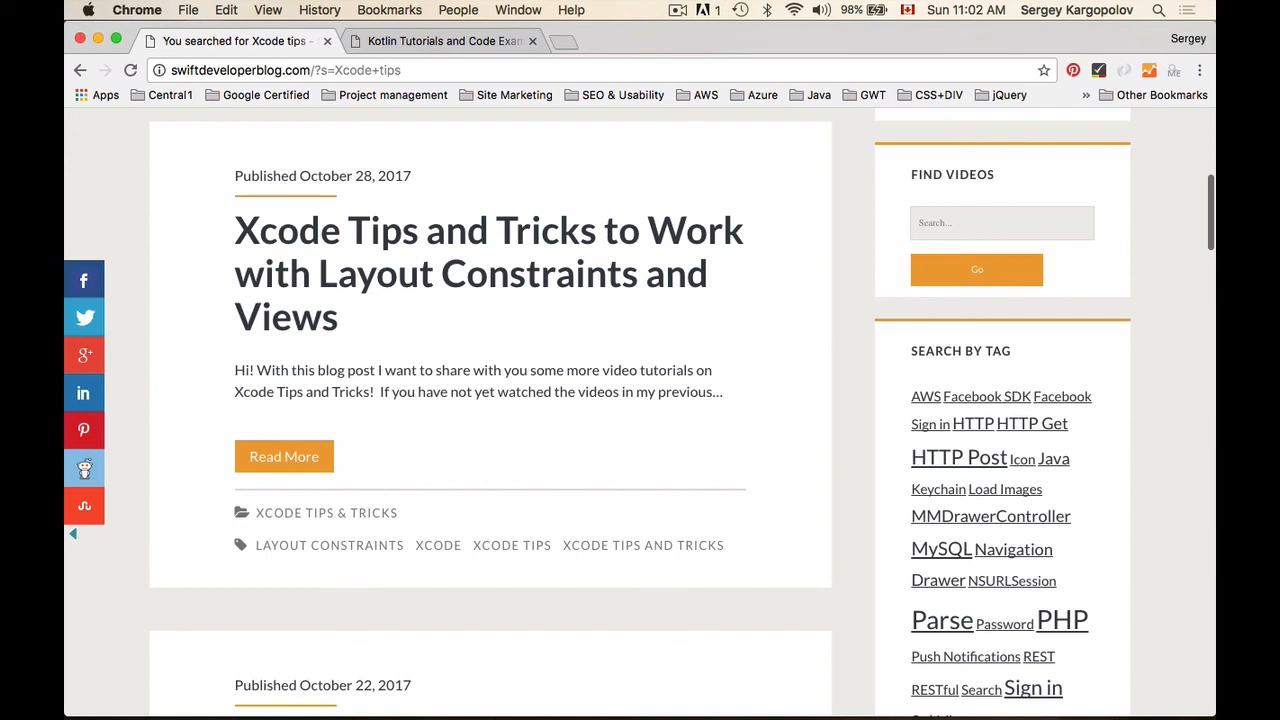 Chrome File Edit View History Bookmarks People Window Help 1 98% Sun 11:02 AM Sergey Kargopolov
You searched for Xcode tips - Kotlin Tutorials and Code Exam Sergey
swiftdeveloperblog.com/?s=Xcode+tips
Apps Central1 Google Certified Project management Site Marketing SEO & Usability AWS Azure Java GWT CSS+DIV jQuery » Other Bookmarks
Published October 28, 2017
Xcode Tips and Tricks to Work
with Layout Constraints and
Views
Hi! With this blog post I want to share with you some more video tutorials on
Xcode Tips and Tricks! If you have not yet watched the videos in my previous...
Read More
XCODE TIPS & TRICKS
LAYOUT CONSTRAINTS XCODE XCODE TIPS XCODE TIPS AND TRICKS
Published October 22, 2017
FIND VIDEOS
Search...
Go
SEARCH BY TAG
AWS Facebook SDK Facebook
Sign in HTTP HTTP Get
HTTP Post Icon Java
Keychain Load Images
MMDrawerController
MySQL Navigation
Drawer NSURLSession
Parse Password PHP
Push Notifications REST
RESTful Search Sign in